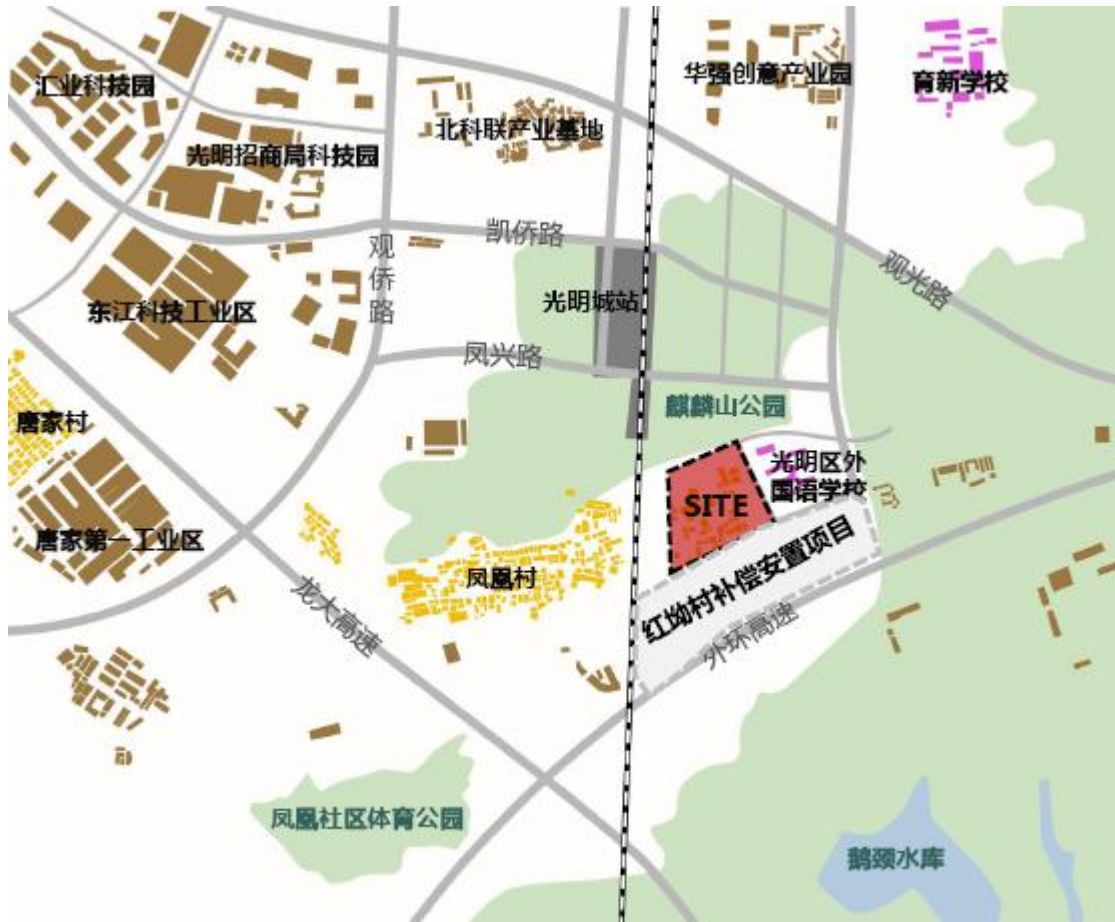 汇业科技园
华强创意产业园
育新学校
北科联产业基地
光明招商局科技园
凯侨路
观侨路
观光路
光明城站
东江科技工业区
凤兴路
麒麟山公园
唐家村
光明区外
国语学校
SITE
唐家第一工业区
凤凰村
红坳村补偿安置项目
龙大高速
外环高速
凤凰社区体育公园
鹅颈水库